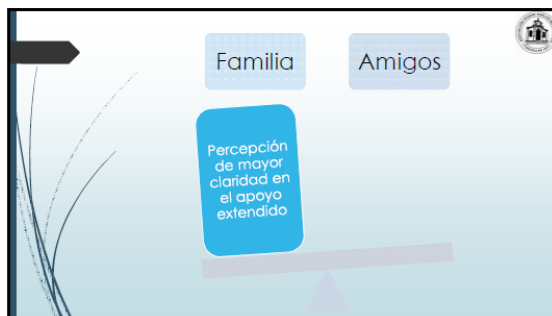 Familia
Amigos
Percepción
de mayor
claridad en
el apoyo
extendido